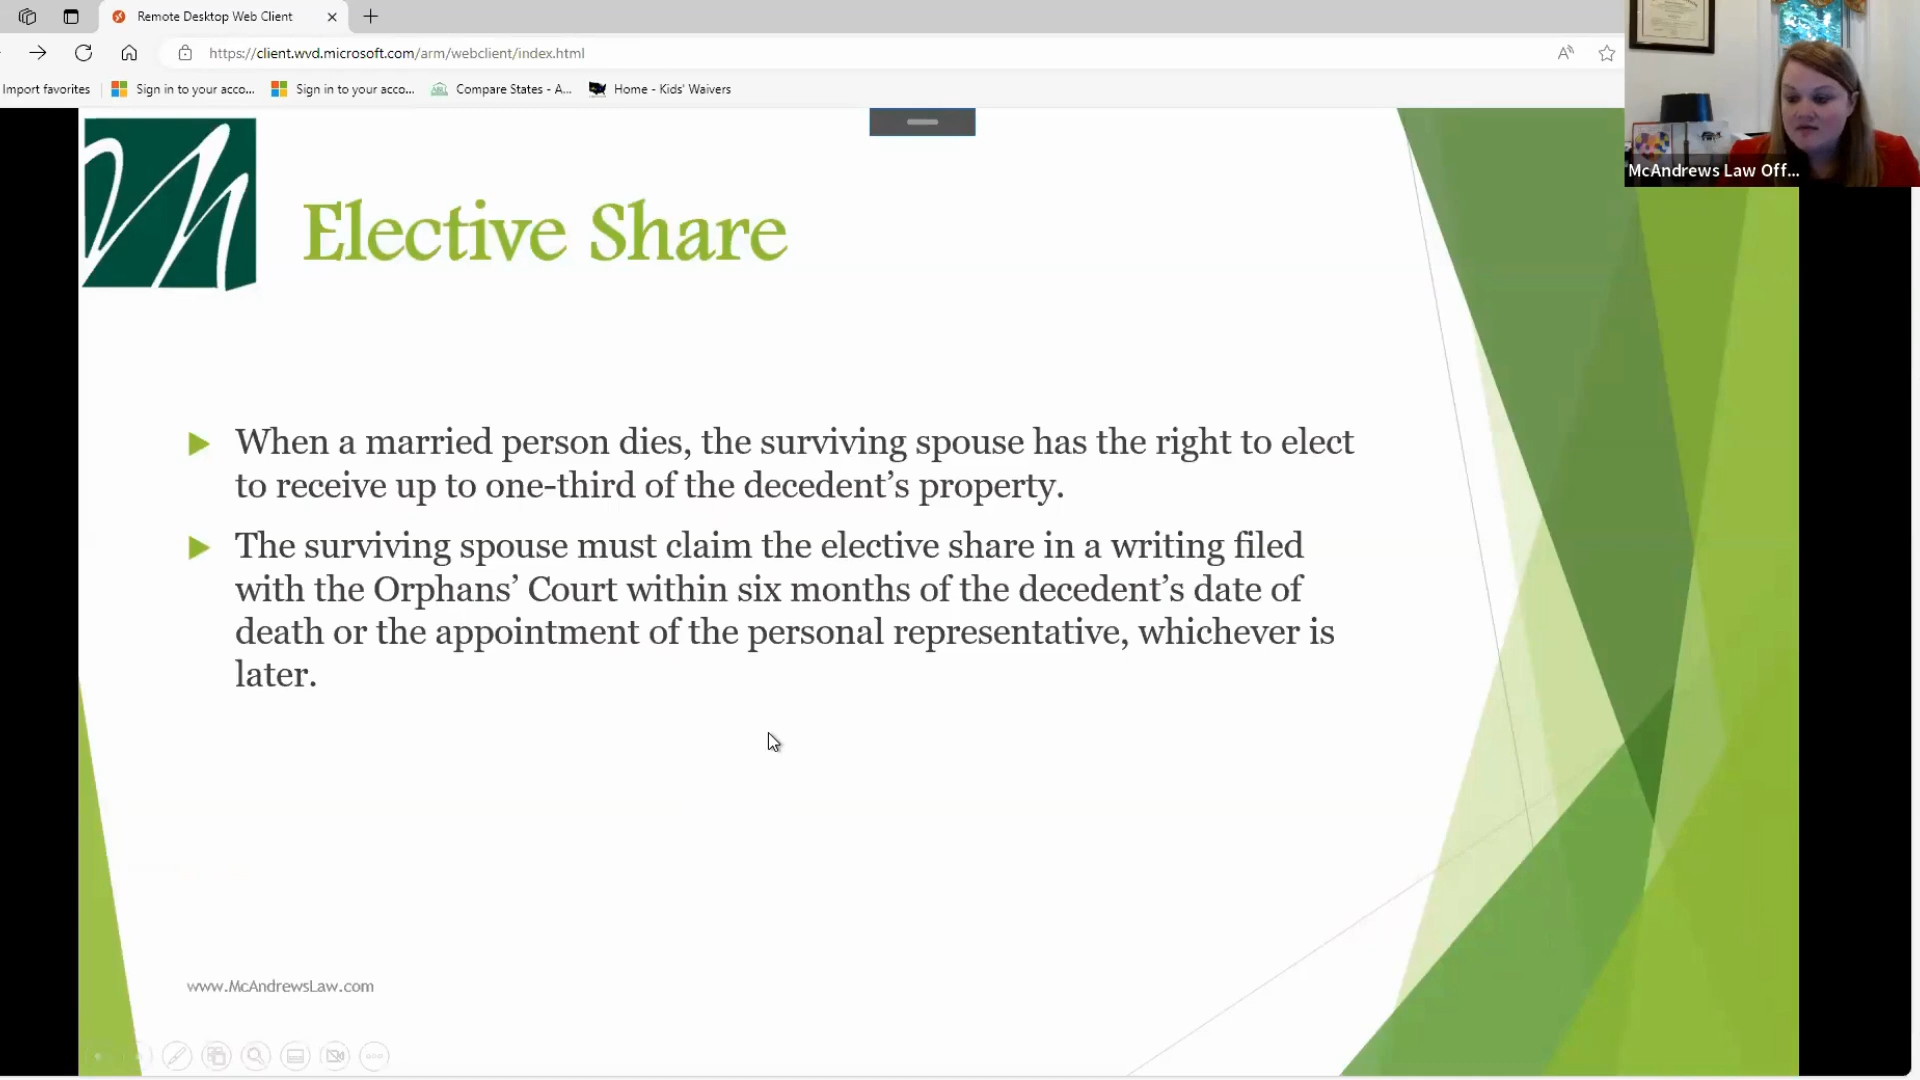 Remote Desktop Web Client
https://client.wvd.microsoft.com/arm/webclient/index.html
Import favorites
Sign in to your acco...
Sign in to your acco...
Compare States - A...
Home - Kids' Waivers
McAndrews Law Off...
Elective Share
When a married person dies, the surviving spouse has the right to elect
to receive up to one-third of the decedent’s property.
The surviving spouse must claim the elective share in a writing filed
with the Orphans’ Court within six months of the decedent’s date of
death or the appointment of the personal representative, whichever is
later.
www.McAndrewsLaw.com